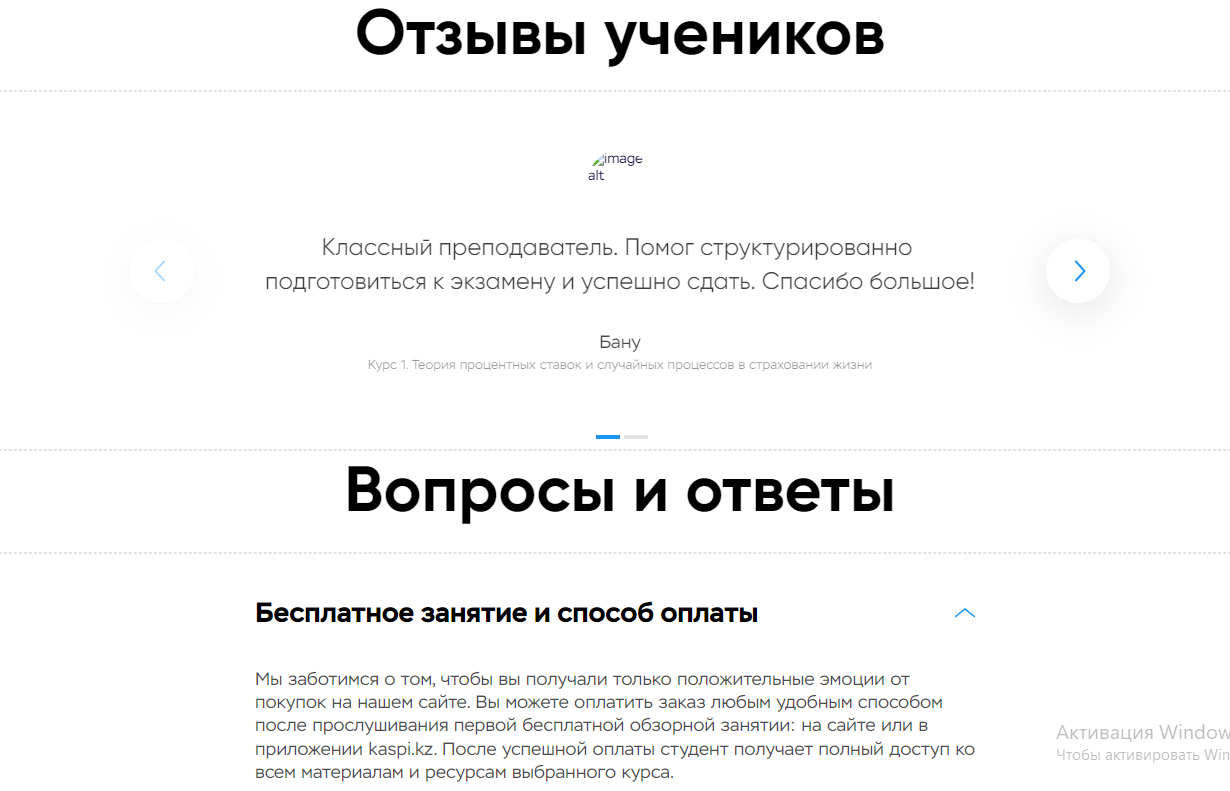 Отзывы учеников
image
alt
Классный преподаватель. Помог структурированно
подготовиться к экзамену и успешно сдать. Спасибо большое!
Бану
Курс 1. Теория процентных ставок и случайных процессов в страховании жизни
Вопросы и ответы
Бесплатное занятие и способ оплаты
Мы заботимся о том, чтобы вы получали только положительные эмоции от
покупок на нашем сайте. Вы можете оплатить заказ любым удобным способом
после прослушивания первой бесплатной обзорной занятии: на сайте или в
приложении kaspi.kz. После успешной оплаты студент получает полный доступ ко
всем материалам и ресурсам выбранного курса.
Активация Window
Чтобы активировать Win